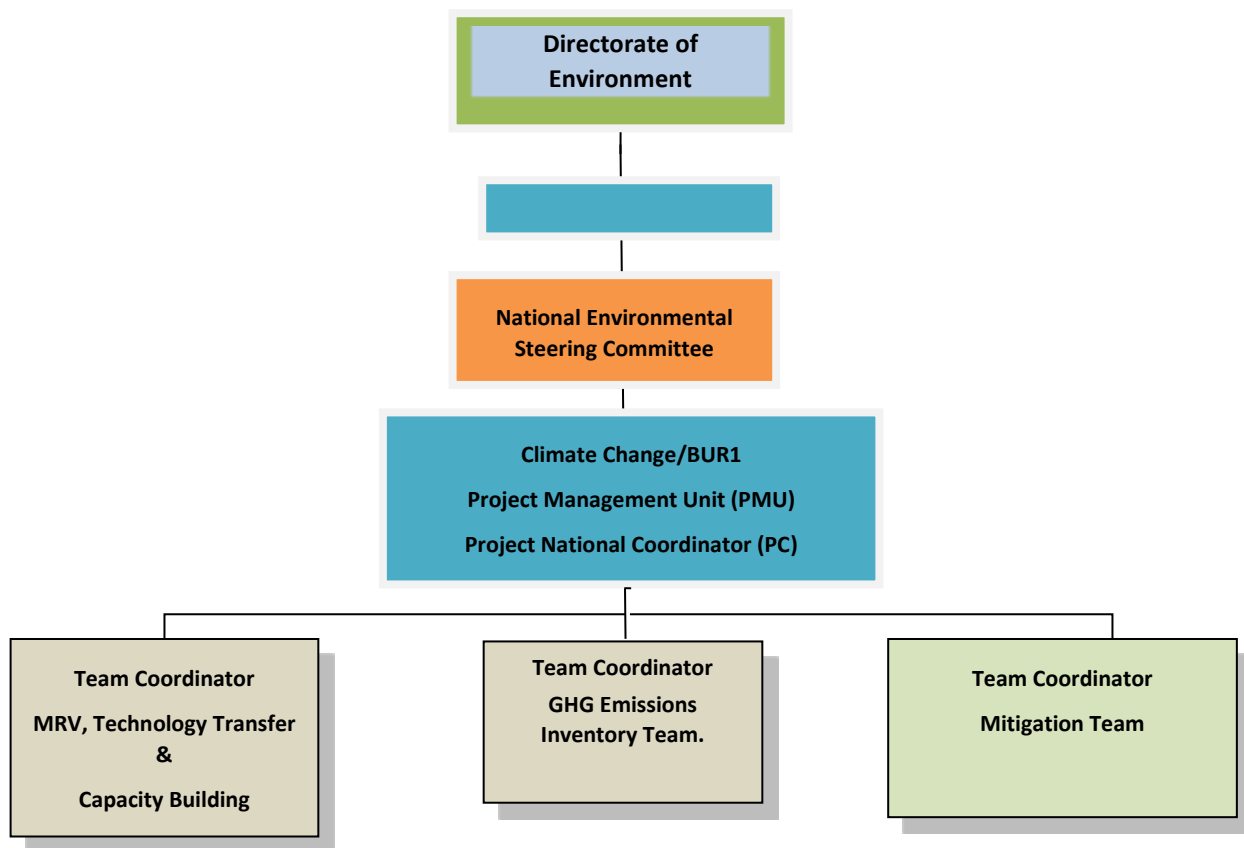 Directorate of
Environment
National Environmental
Steering Committee
Climate Change/BUR1
Project Management Unit (PMU)
Project National Coordinator (PC)
Team Coordinator
MRV, Technology Transfer
&
Capacity Building
Team Coordinator
GHG Emissions
Inventory Team.
Team Coordinator
Mitigation Team